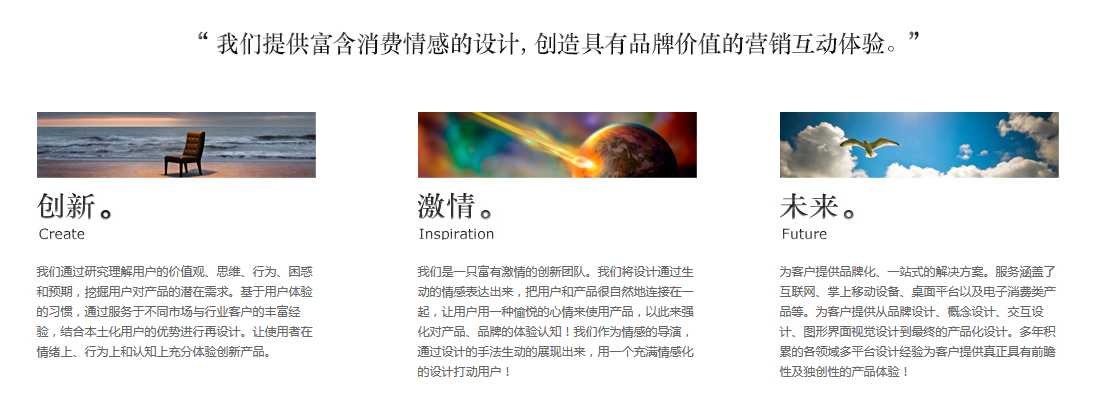 “ 我们提供富含消费情感的设计, 创造具有品牌价值的营销互动体验。”
创新。
Create
我们通过研究理解用户的价值观、思维、行为、困惑
和预期，挖掘用户对产品的潜在需求。基于用户体验
的习惯，通过服务于不同市场与行业客户的丰富经
验，结合本土化用户的优势进行再设计。让使用者在
情绪上、行为上和认知上充分体验创新产品。
激情。
Inspiration
我们是一只富有激情的创新团队。我们将设计通过生
动的情感表达出来，把用户和产品很自然地连接在一
起，让用户用一种愉悦的心情来使用产品，以此来强
化对产品、品牌的体验认知！我们作为情感的导演，
通过设计的手法生动的展现出来，用一个充满情感化
的设计打动用户！
未来。
Future
为客户提供品牌化、一站式的解决方案。服务涵盖了
互联网、掌上移动设备、桌面平台以及电子消费类产
品等。为客户提供从品牌设计、概念设计、交互设
计、图形界面视觉设计到最终的产品化设计。多年积
累的各领域多平台设计经验为客户提供真正具有前瞻
性及独创性的产品体验！